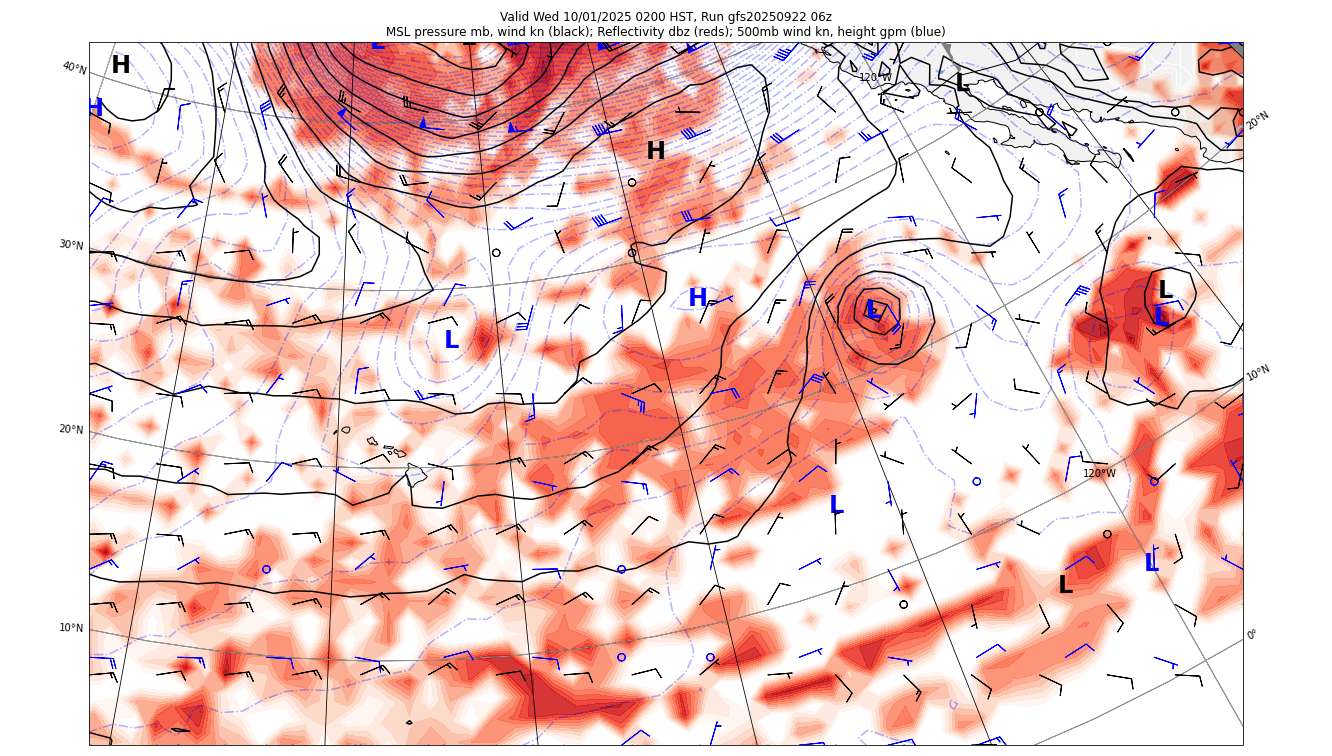 Valid Wed 10/01/2025 0200 HST, Run gfs20250922 06z
MSL pressure mb, wind kn (black); Reflectivity dbz (reds); 500mb wind kn, height gpm (blue)
L
H
40°N
120°W
L
H
20°N
H
30°N
H
L
L
L
L
10°N
20°N
120°W
L
L
L
10°N
0°